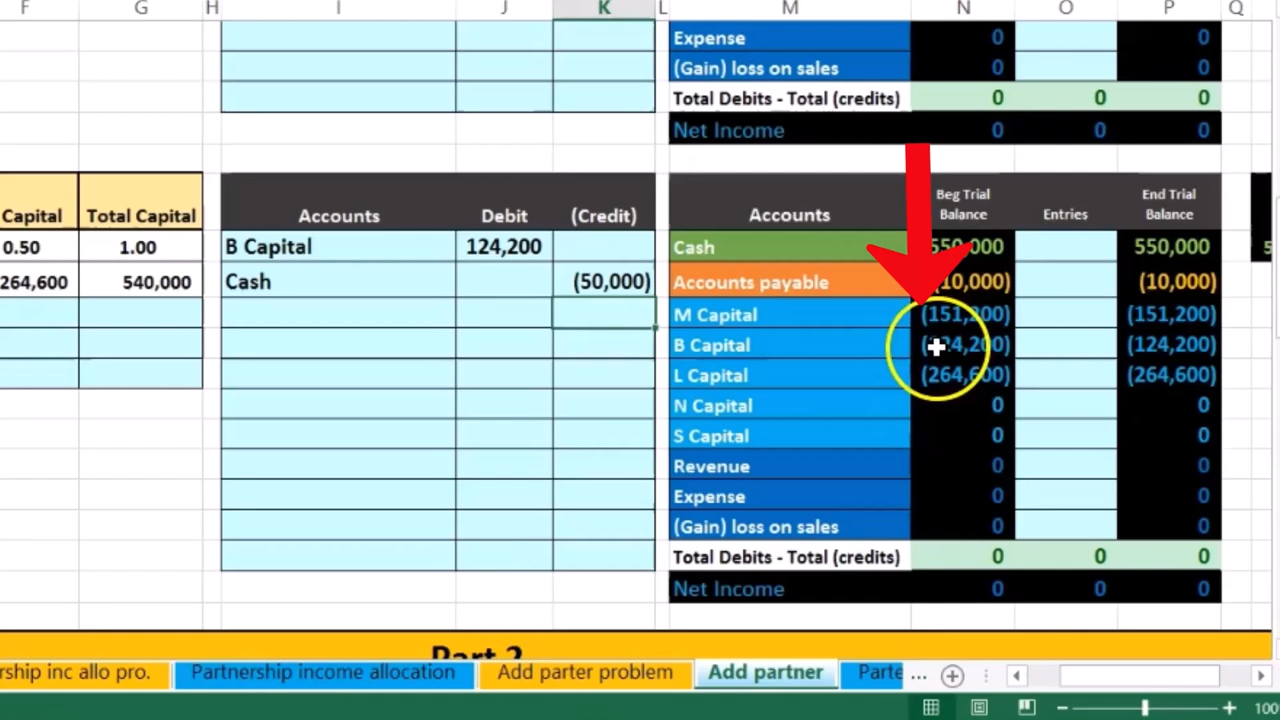 F G H I J K L M N O P Q
Expense 0 0
(Gain) loss on sales 0 0
Total Debits - Total (credits) 0 0 0
Net Income 0 0 0
Capital Total Capital Accounts Debit (Credit) Accounts Beg Trial Balance Entries End Trial Balance
0.50 1.00 B Capital 124,200 Cash 550,000 550,000
264,600 540,000 Cash (50,000) Accounts payable (10,000) (10,000)
M Capital (151,200) (151,200)
B Capital (124,200) (124,200)
L Capital (264,600) (264,600)
N Capital 0 0
S Capital 0 0
Revenue 0 0
Expense 0 0
(Gain) loss on sales 0 0
Total Debits - Total (credits) 0 0 0
Net Income 0 0 0
Part 2
rship inc allo pro. Partnership income allocation Add parter problem Add partner Parte ...
100